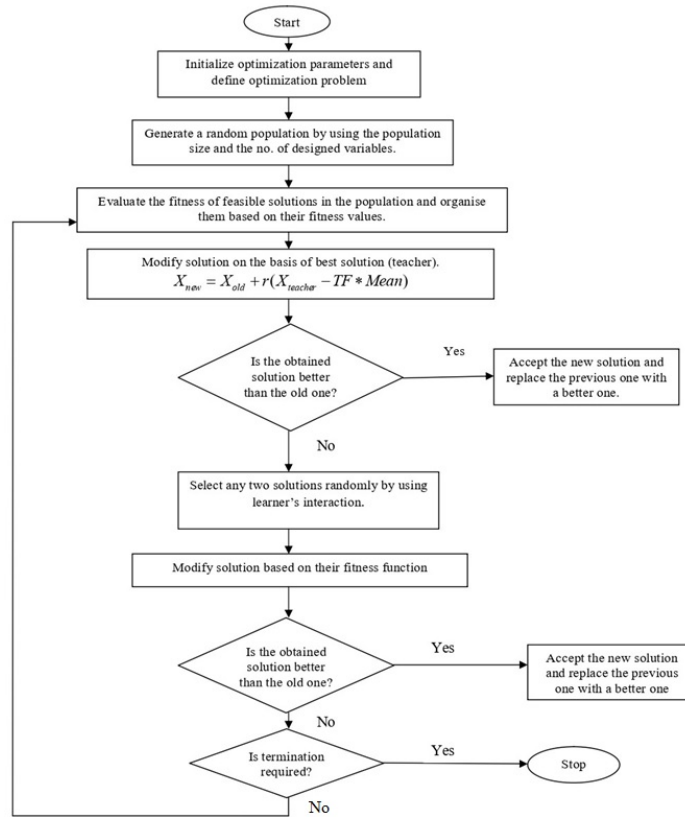 Start
Initialize optimization parameters and
define optimization problem
Generate a random population by using the population
size and the no. of designed variables.
Evaluate the fitness of feasible solutions in the population and organise
them based on their fitness values.
Modify solution on the basis of best solution (teacher).
X_new = X_old + r(X_teacher − TF * Mean)
Is the obtained
solution better
than the old one?
Yes
Accept the new solution and
replace the previous one with
a better one.
No
Select any two solutions randomly by using
learner's interaction.
Modify solution based on their fitness function
Is the obtained
solution better
than the old one?
Yes
Accept the new solution
and replace the previous
one with a better one
No
Is termination
required?
Yes
Stop
No